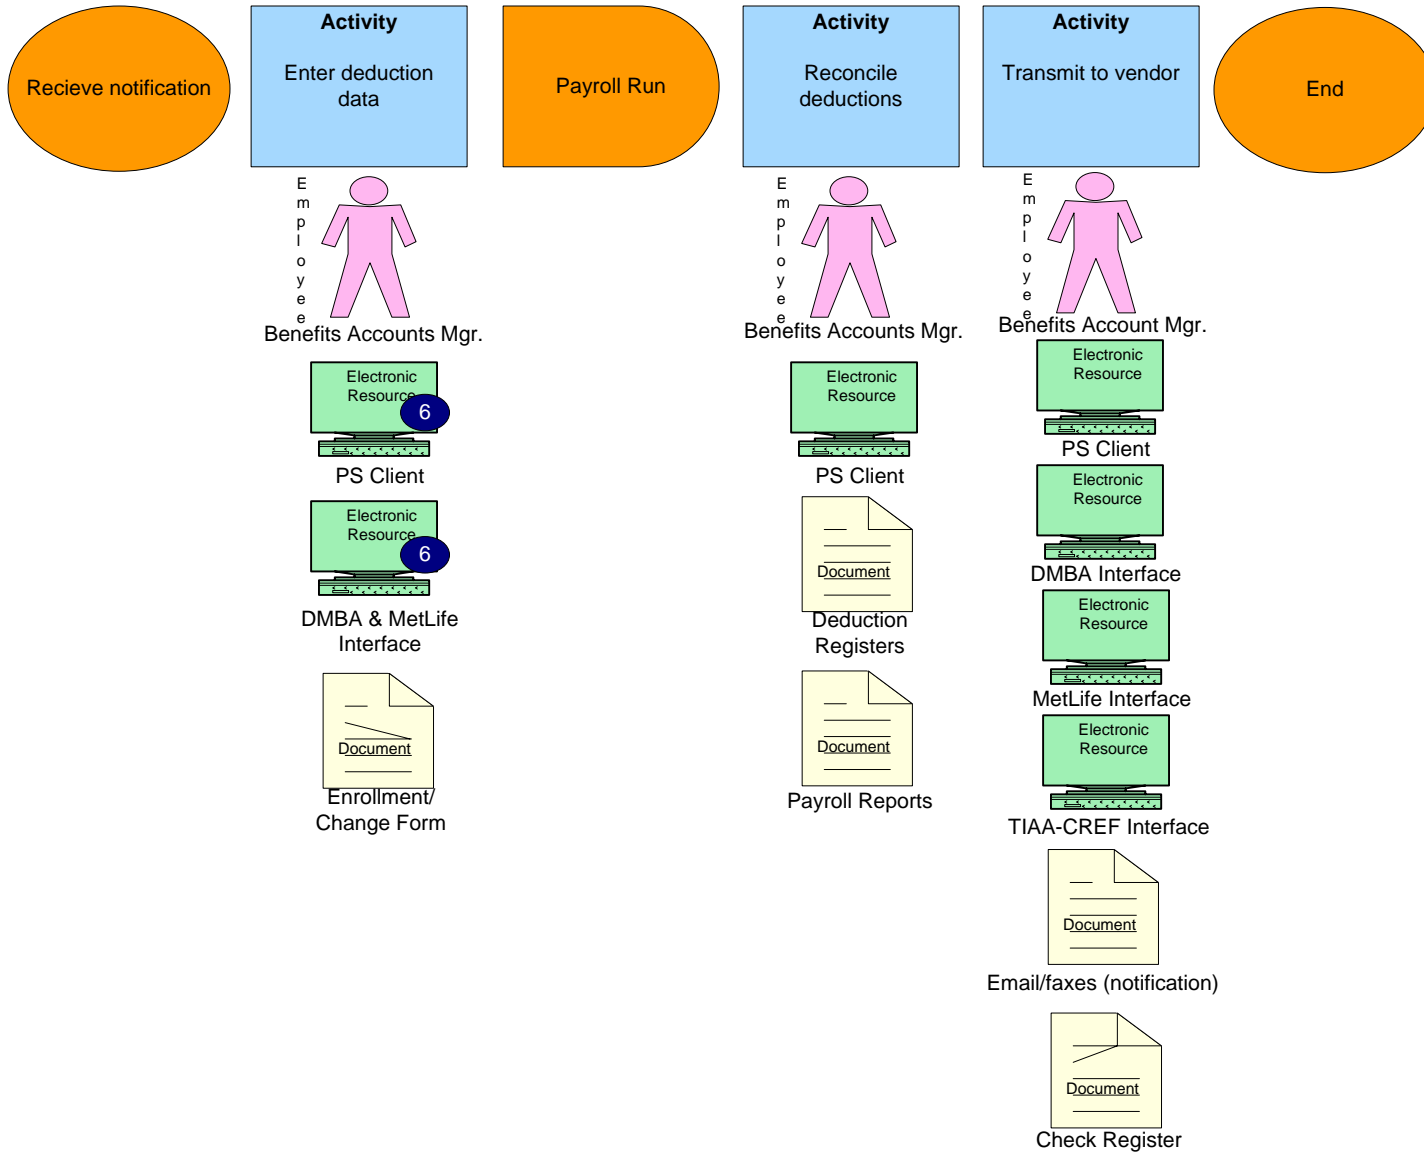 Recieve notification
Activity
Enter deduction
data
Payroll Run
Activity
Reconcile
deductions
Activity
Transmit to vendor
End
Employee
Benefits Accounts Mgr.
Electronic
Resource
6
PS Client
Electronic
Resource
6
DMBA & MetLife
Interface
Document
Enrollment/
Change Form
Employee
Benefits Accounts Mgr.
Electronic
Resource
PS Client
Document
Deduction
Registers
Document
Payroll Reports
Employee
Benefits Account Mgr.
Electronic
Resource
PS Client
Electronic
Resource
DMBA Interface
Electronic
Resource
MetLife Interface
Electronic
Resource
TIAA-CREF Interface
Document
Email/faxes (notification)
Document
Check Register